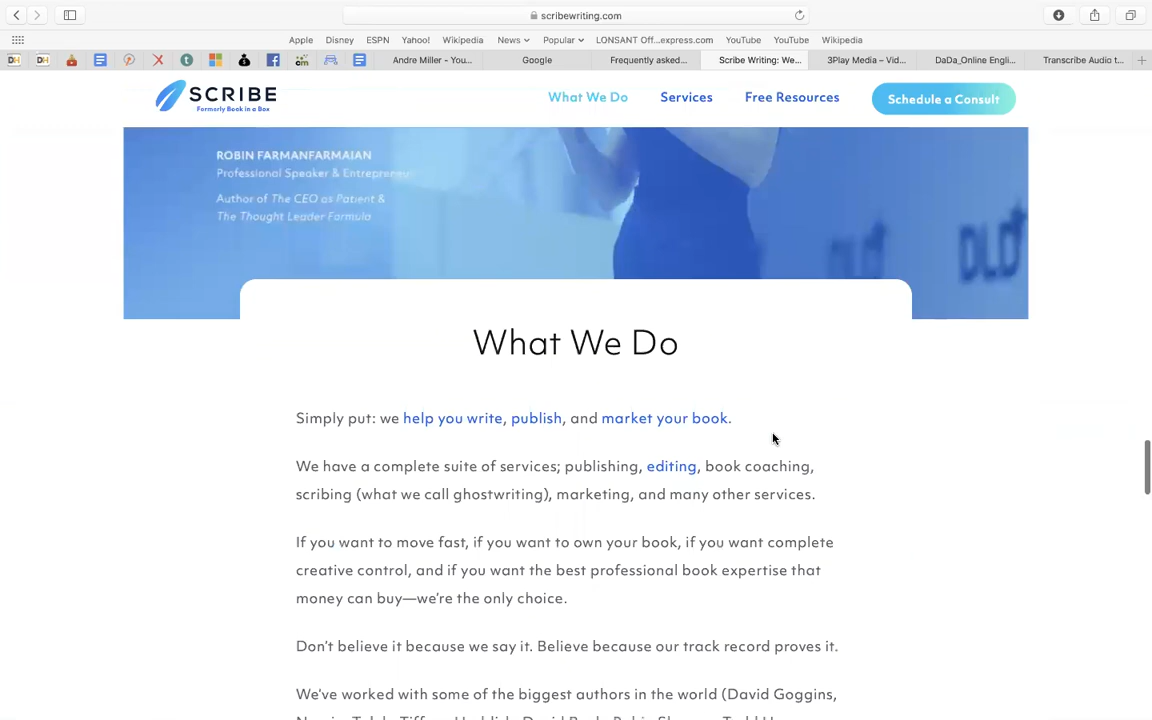 scribewriting.com
Apple Disney ESPN Yahoo! Wikipedia News Popular LONSANT Off...express.com YouTube YouTube Wikipedia
DH DH t f cm Andre Miller - You... Google Frequently asked... Scribe Writing: We... 3Play Media – Vid... DaDa_Online Engli... Transcribe Audio t...
SCRIBE
Formerly Book in a Box
What We Do Services Free Resources Schedule a Consult
ROBIN FARMANFARMAIAN
Professional Speaker & Entrepreneur
Author of The CEO as Patient &
The Thought Leader Formula
DLD DLD
What We Do
Simply put: we help you write, publish, and market your book.
We have a complete suite of services; publishing, editing, book coaching,
scribing (what we call ghostwriting), marketing, and many other services.
If you want to move fast, if you want to own your book, if you want complete
creative control, and if you want the best professional book expertise that
money can buy—we're the only choice.
Don't believe it because we say it. Believe because our track record proves it.
We've worked with some of the biggest authors in the world (David Goggins,